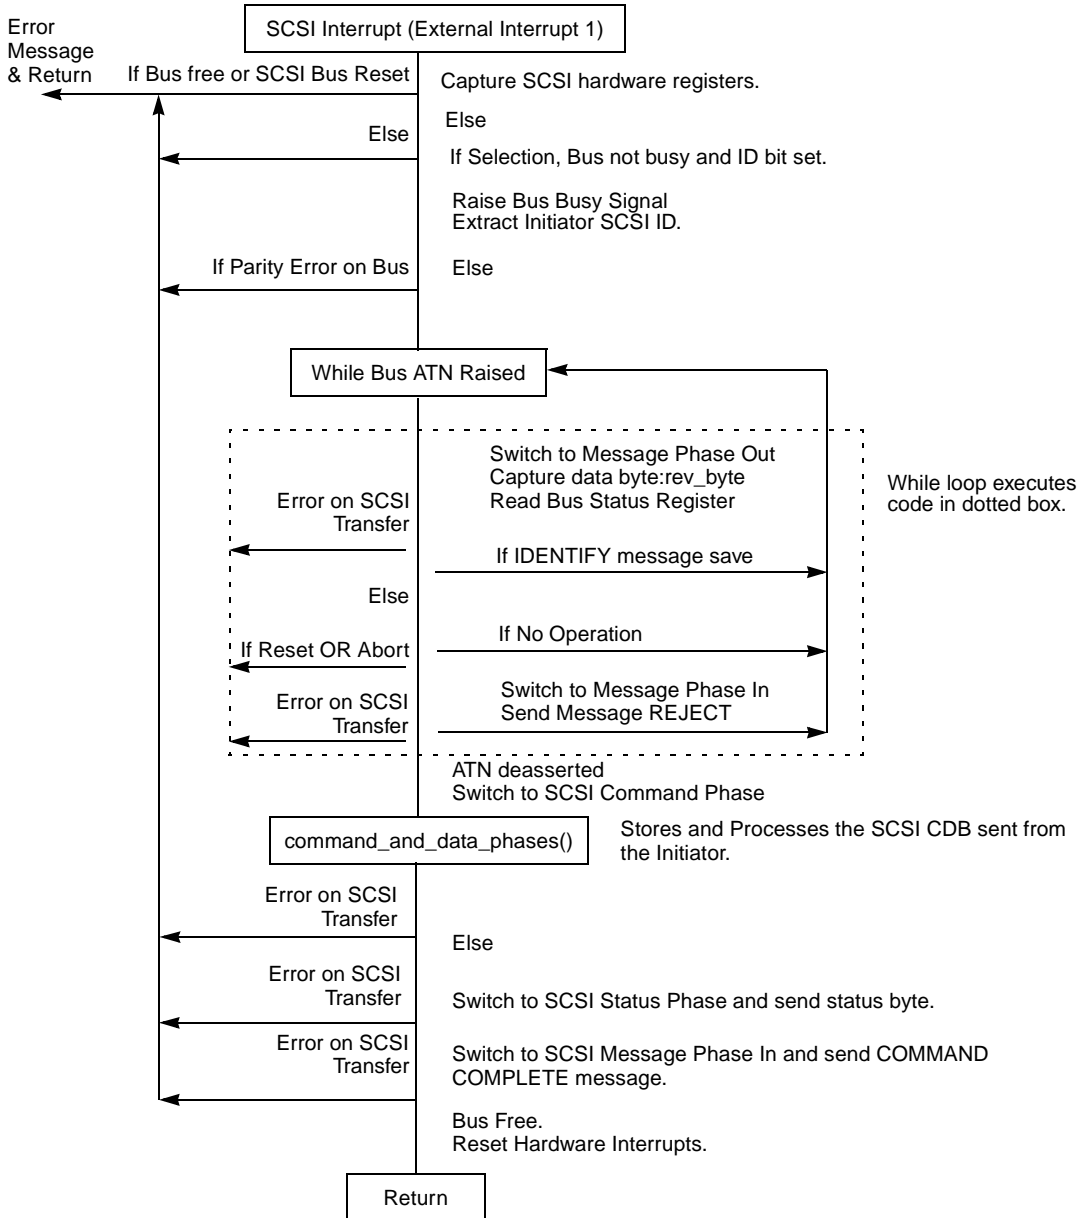 SCSI Interrupt (External Interrupt 1)
Error
Message
& Return
If Bus free or SCSI Bus Reset
Capture SCSI hardware registers.
Else
Else
If Selection, Bus not busy and ID bit set.
Raise Bus Busy Signal
Extract Initiator SCSI ID.
If Parity Error on Bus
Else
While Bus ATN Raised
Switch to Message Phase Out
Capture data byte:rev_byte
Read Bus Status Register
While loop executes
code in dotted box.
Error on SCSI
Transfer
If IDENTIFY message save
Else
If No Operation
If Reset OR Abort
Switch to Message Phase In
Send Message REJECT
Error on SCSI
Transfer
ATN deasserted
Switch to SCSI Command Phase
command_and_data_phases()
Stores and Processes the SCSI CDB sent from
the Initiator.
Error on SCSI
Transfer
Else
Error on SCSI
Transfer
Switch to SCSI Status Phase and send status byte.
Error on SCSI
Transfer
Switch to SCSI Message Phase In and send COMMAND
COMPLETE message.
Bus Free.
Reset Hardware Interrupts.
Return